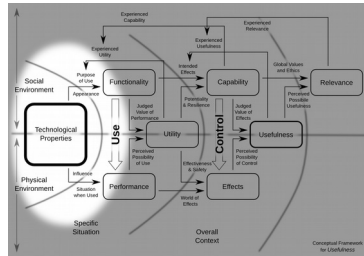 Experienced
Capability
Experienced
Relevance
Experienced
Utility
Experienced
Usefulness
Social
Environment
Purpose
of Use
Appearance
Functionality
Intended
Effects
Capability
Global Values
and Ethics
Relevance
Potentiality & Resilience
Perceived
Possible
Usefulness
Technological
Properties
Use
Judged
Value of
Performance
Utility
Perceived
Possibility
of Use
Control
Judged
Value of
Effects
Usefulness
Perceived
Possibility
of Control
Physical
Environment
Influence
Situation
when Used
Performance
Effectiveness
& Safety
World of
Effects
Effects
Specific
Situation
Overall
Context
Conceptual Framework
for Usefulness